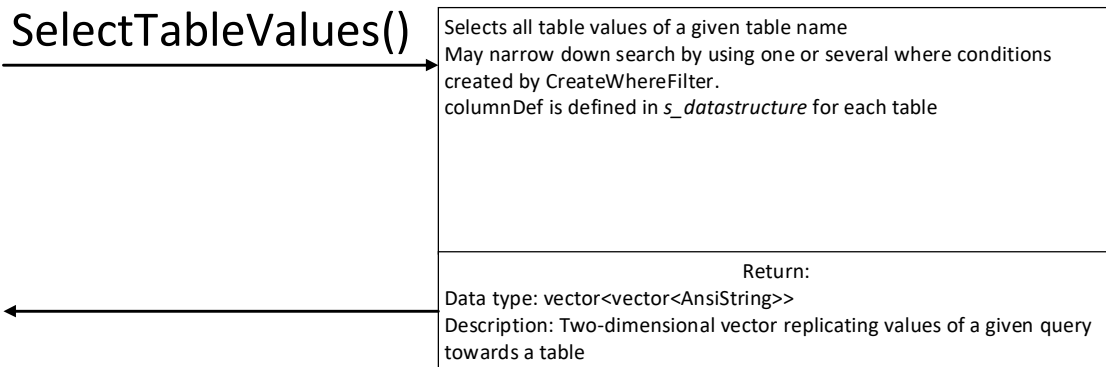 SelectTableValues()
Selects all table values of a given table name
May narrow down search by using one or several where conditions
created by CreateWhereFilter.
columnDef is defined in s_datastructure for each table
Return:
Data type: vector<vector<AnsiString>>
Description: Two-dimensional vector replicating values of a given query
towards a table